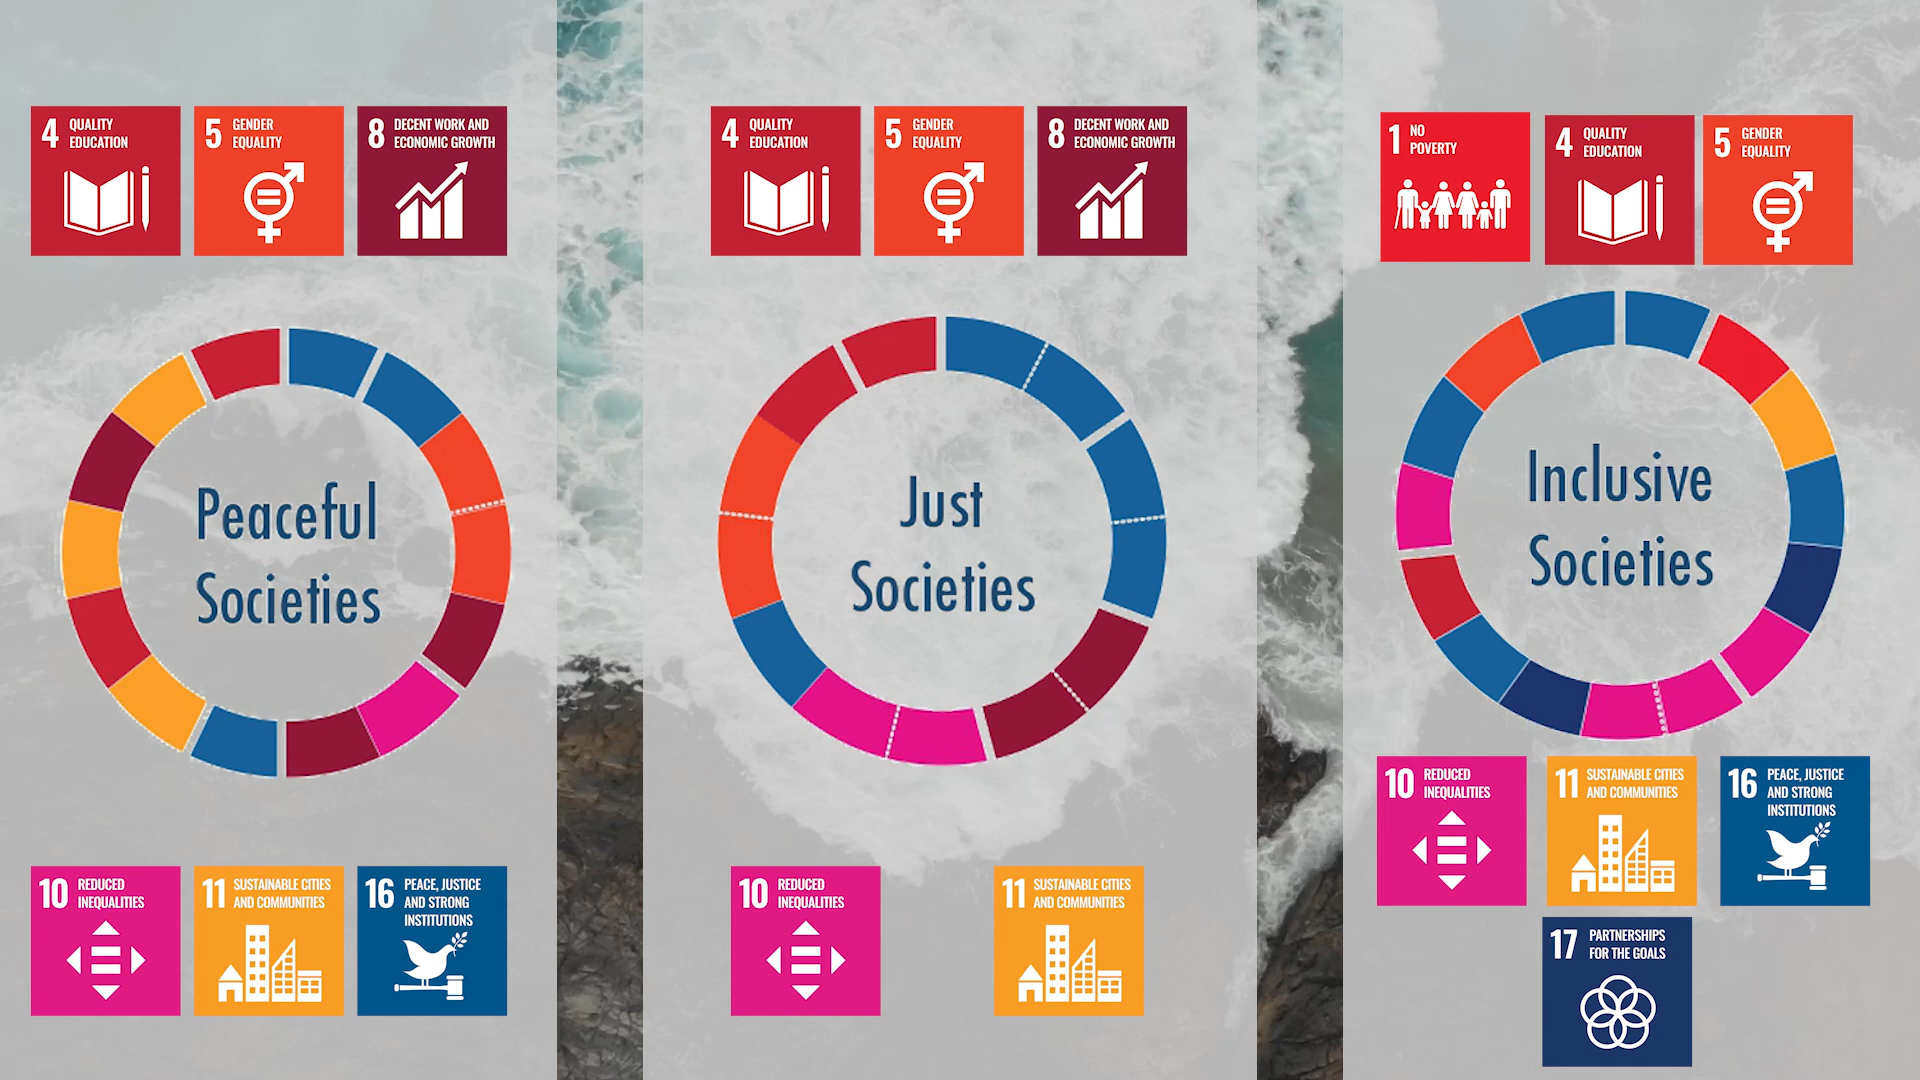 4 QUALITY
EDUCATION
5 GENDER
EQUALITY
8 DECENT WORK AND
ECONOMIC GROWTH
Peaceful
Societies
10 REDUCED
INEQUALITIES
11 SUSTAINABLE CITIES
AND COMMUNITIES
16 PEACE, JUSTICE
AND STRONG
INSTITUTIONS
4 QUALITY
EDUCATION
5 GENDER
EQUALITY
8 DECENT WORK AND
ECONOMIC GROWTH
Just
Societies
10 REDUCED
INEQUALITIES
11 SUSTAINABLE CITIES
AND COMMUNITIES
1 NO
POVERTY
4 QUALITY
EDUCATION
5 GENDER
EQUALITY
Inclusive
Societies
10 REDUCED
INEQUALITIES
11 SUSTAINABLE CITIES
AND COMMUNITIES
16 PEACE, JUSTICE
AND STRONG
INSTITUTIONS
17 PARTNERSHIPS
FOR THE GOALS